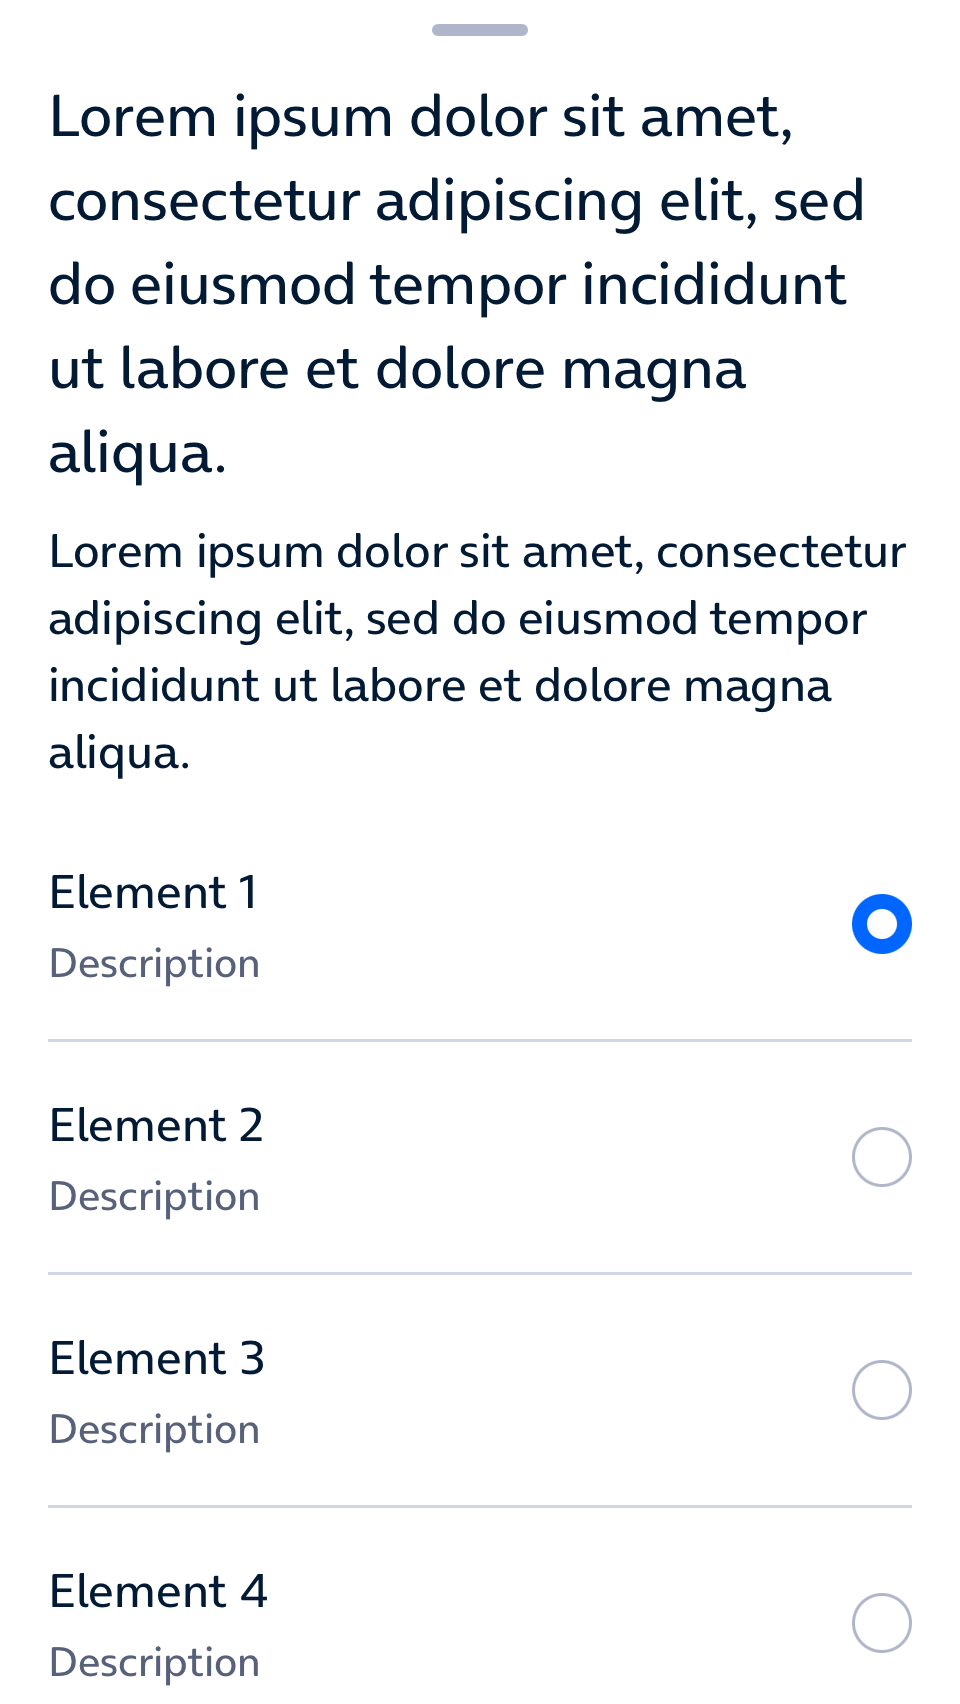 Lorem ipsum dolor sit amet,
consectetur adipiscing elit, sed
do eiusmod tempor incididunt
ut labore et dolore magna
aliqua.
Lorem ipsum dolor sit amet, consectetur
adipiscing elit, sed do eiusmod tempor
incididunt ut labore et dolore magna
aliqua.
Element 1
Description
Element 2
Description
Element 3
Description
Element 4
Description